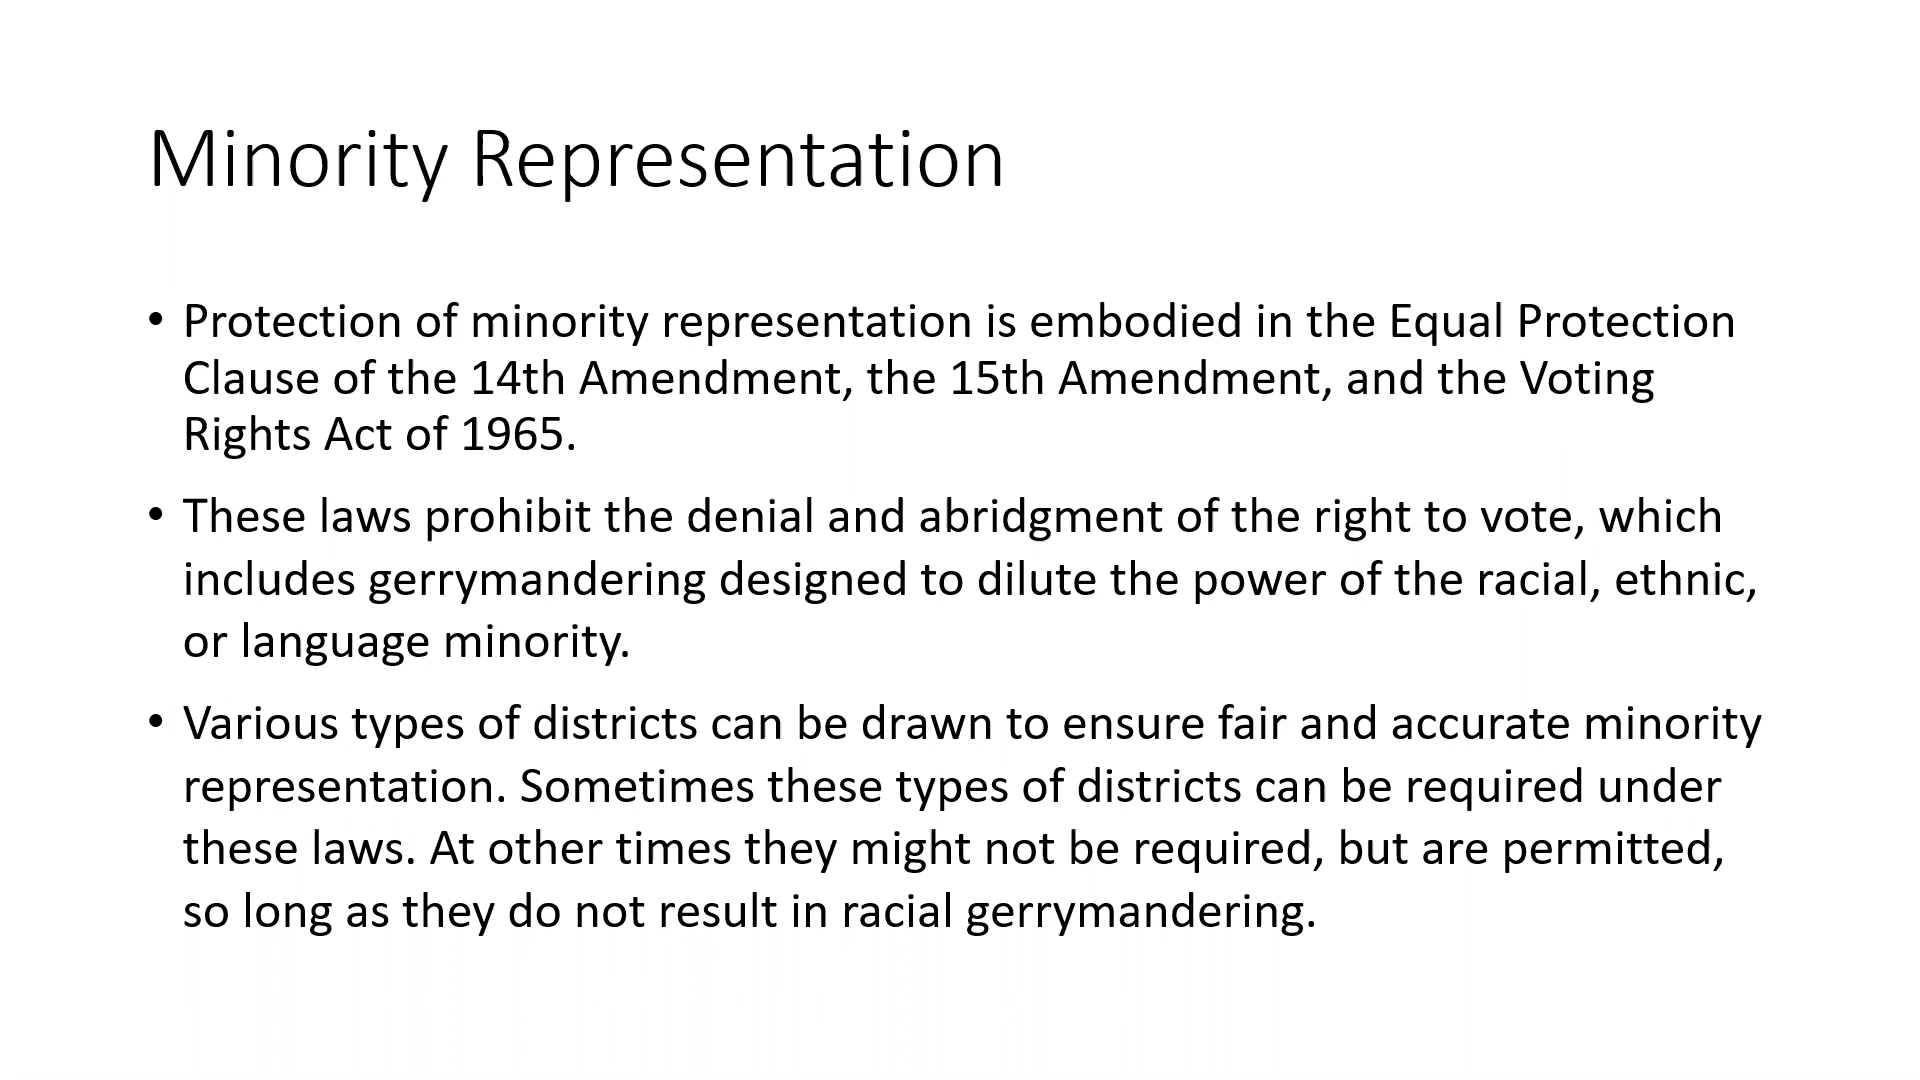 Minority Representation
• Protection of minority representation is embodied in the Equal Protection
Clause of the 14th Amendment, the 15th Amendment, and the Voting
Rights Act of 1965.
• These laws prohibit the denial and abridgment of the right to vote, which
includes gerrymandering designed to dilute the power of the racial, ethnic,
or language minority.
• Various types of districts can be drawn to ensure fair and accurate minority
representation. Sometimes these types of districts can be required under
these laws. At other times they might not be required, but are permitted,
so long as they do not result in racial gerrymandering.